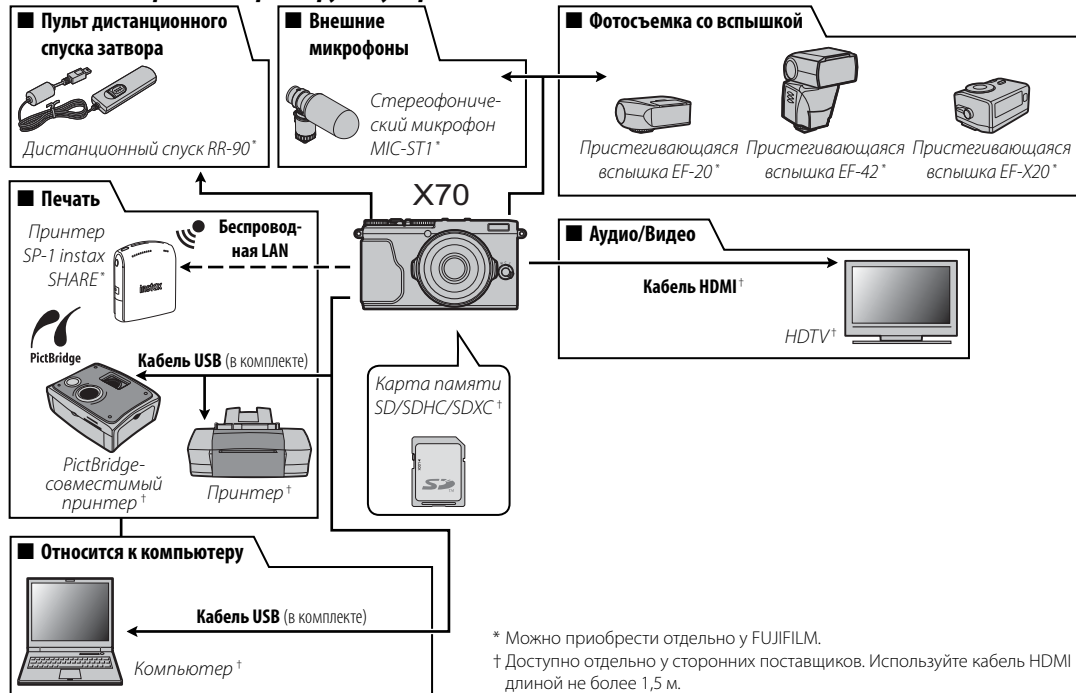 ■ Пульт дистанционного
спуска затвора
Дистанционный спуск RR-90*
■ Внешние
микрофоны
Стереофониче-
ский микрофон
MIC-ST1*
■ Фотосъемка со вспышкой
Пристегивающаяся
вспышка EF-20*
Пристегивающаяся
вспышка EF-42*
Пристегивающаяся
вспышка EF-X20*
■ Печать
Принтер
SP-1 instax
SHARE*
instax
Беспровод-
ная LAN
X70
PictBridge
Кабель USB (в комплекте)
PictBridge-
совместимый
принтер†
Принтер†
■ Аудио/Видео
Кабель HDMI†
HDTV†
Карта памяти
SD/SDHC/SDXC†
SD
■ Относится к компьютеру
Кабель USB (в комплекте)
Компьютер†
* Можно приобрести отдельно у FUJIFILM.
† Доступно отдельно у сторонних поставщиков. Используйте кабель HDMI
длиной не более 1,5 м.